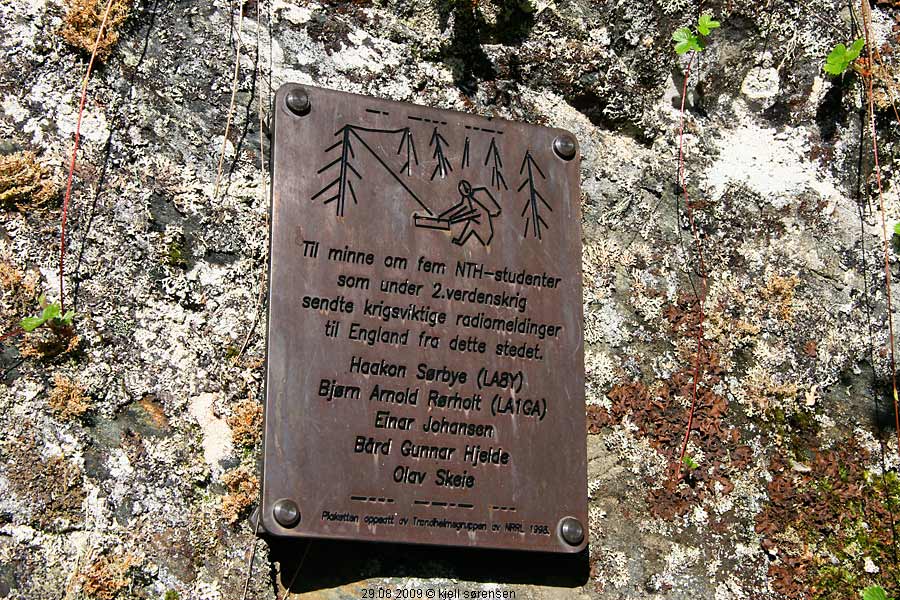 Til minne om fem NTH-studenter
som under 2.verdenskrig
sendte krigsviktige radiomeldinger
til England fra dette stedet.
Haakon Sørbye (LA8Y)
Bjørn Arnold Rørholt (LA1GA)
Einar Johansen
Bård Gunnar Hjelde
Olav Skeie
Plaketten oppsatt av Trondheimsgruppen av NRRL 1998.
29.08.2009 © kjell sørensen